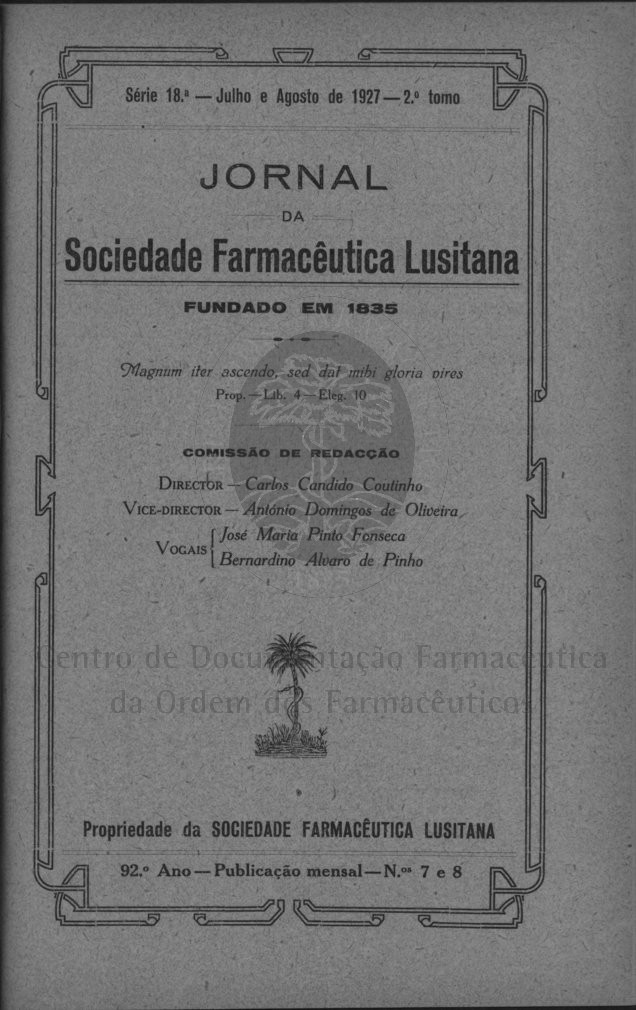 Série 18.ª — Julho e Agosto de 1927 — 2.º tomo
JORNAL
DA
Sociedade Farmacêutica Lusitana
FUNDADO EM 1835
Magnum iter ascendo, sed dat mihi gloria vires
Prop. — Lib. 4 — Eleg. 10
COMISSÃO DE REDACÇÃO
DIRECTOR — Carlos Candido Coutinho
VICE-DIRECTOR — António Domingos de Oliveira
VOGAIS { José Maria Pinto Fonseca
Bernardino Alvaro de Pinho
Centro de Documentação Farmacêutica
da Ordem dos Farmacêuticos
Propriedade da SOCIEDADE FARMACÊUTICA LUSITANA
92.º Ano — Publicação mensal — N.ºs 7 e 8